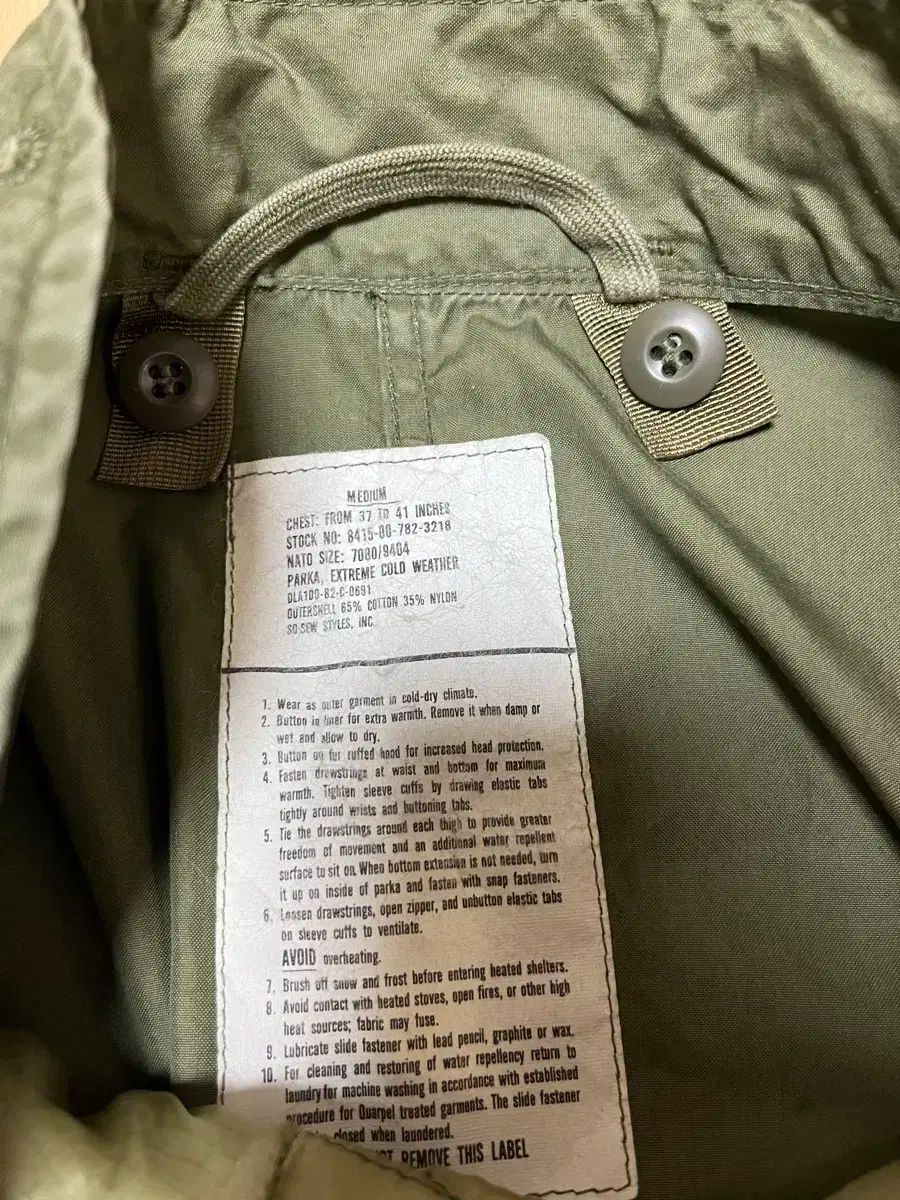 MEDIUM
CHEST: FROM 37 TO 41 INCHES
STOCK NO: 8415-00-782-3218
NATO SIZE: 7080/9404
PARKA, EXTREME COLD WEATHER
DLA100-82-C-0691
OUTERSHELL 65% COTTON 35% NYLON
SO-SEW STYLES, INC
1. Wear as outer garment in cold-dry climate.
2. Button in liner for extra warmth. Remove it when damp or
wet and allow to dry.
3. Button on fur ruffed hood for increased head protection.
4. Fasten drawstrings at waist and bottom for maximum
warmth. Tighten sleeve cuffs by drawing elastic tabs
tightly around wrists and buttoning tabs.
5. Tie the drawstrings around each thigh to provide greater
freedom of movement and an additional water repellent
surface to sit on. When bottom extension is not needed, turn
it up on inside of parka and fasten with snap fasteners.
6. Loosen drawstrings, open zipper, and unbutton elastic tabs
on sleeve cuffs to ventilate.
AVOID overheating.
7. Brush off snow and frost before entering heated shelters.
8. Avoid contact with heated stoves, open fires, or other high
heat sources; fabric may fuse.
9. Lubricate slide fastener with lead pencil, graphite or wax.
10. For cleaning and restoring of water repellency return to
laundry for machine washing in accordance with established
procedure for Quarpel treated garments. The slide fastener
closed when laundered.
REMOVE THIS LABEL